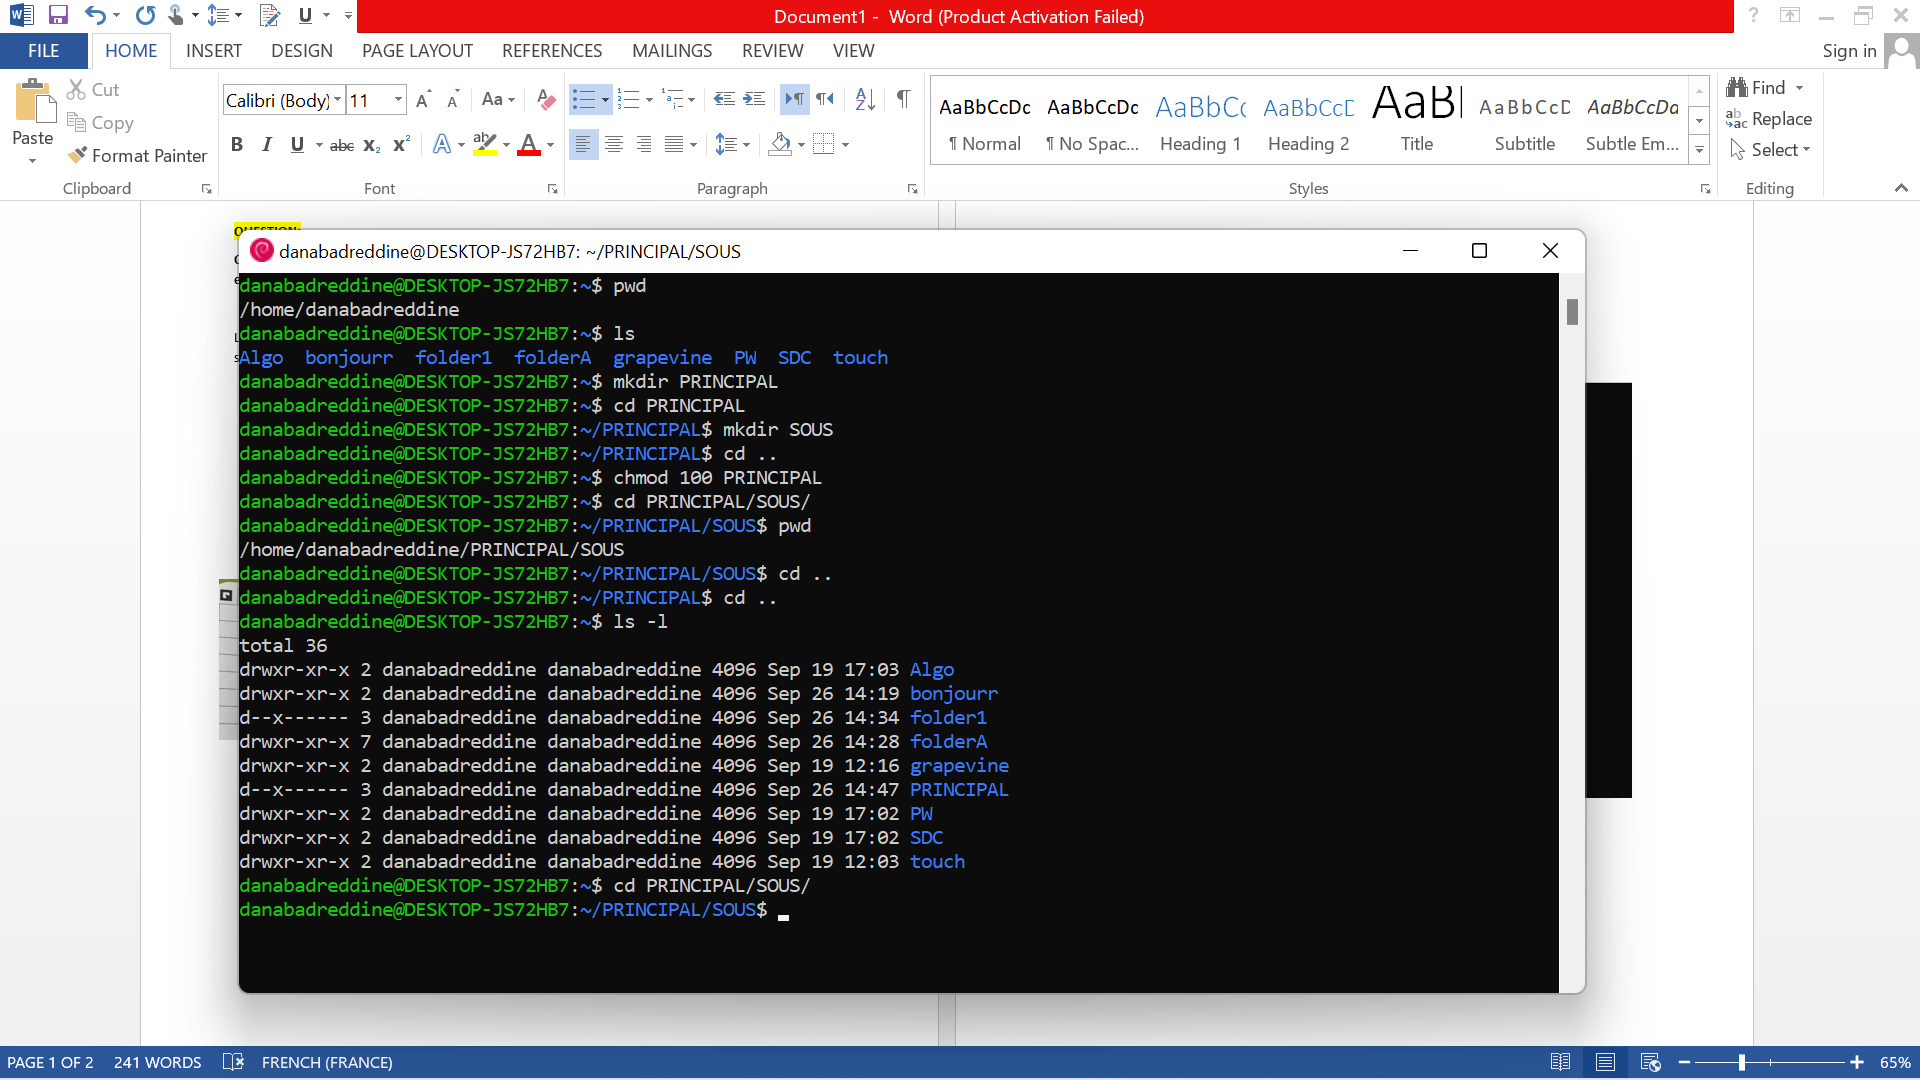 Document1 - Word (Product Activation Failed)
FILE HOME INSERT DESIGN PAGE LAYOUT REFERENCES MAILINGS REVIEW VIEW Sign in
Cut
Copy
Format Painter
Paste
Clipboard
Calibri (Body) 11
Font
Paragraph
AaBbCcDc AaBbCcDc AaBbC AaBbCcD AaB AaBbCcD AaBbCcDc
¶ Normal ¶ No Spac... Heading 1 Heading 2 Title Subtitle Subtle Em...
Styles
Find
Replace
Select
Editing
QUESTION:
danabadreddine@DESKTOP-JS72HB7: ~/PRINCIPAL/SOUS
danabadreddine@DESKTOP-JS72HB7:~$ pwd
/home/danabadreddine
danabadreddine@DESKTOP-JS72HB7:~$ ls
Algo bonjourr folder1 folderA grapevine PW SDC touch
danabadreddine@DESKTOP-JS72HB7:~$ mkdir PRINCIPAL
danabadreddine@DESKTOP-JS72HB7:~$ cd PRINCIPAL
danabadreddine@DESKTOP-JS72HB7:~/PRINCIPAL$ mkdir SOUS
danabadreddine@DESKTOP-JS72HB7:~/PRINCIPAL$ cd ..
danabadreddine@DESKTOP-JS72HB7:~$ chmod 100 PRINCIPAL
danabadreddine@DESKTOP-JS72HB7:~$ cd PRINCIPAL/SOUS/
danabadreddine@DESKTOP-JS72HB7:~/PRINCIPAL/SOUS$ pwd
/home/danabadreddine/PRINCIPAL/SOUS
danabadreddine@DESKTOP-JS72HB7:~/PRINCIPAL/SOUS$ cd ..
danabadreddine@DESKTOP-JS72HB7:~/PRINCIPAL$ cd ..
danabadreddine@DESKTOP-JS72HB7:~$ ls -l
total 36
drwxr-xr-x 2 danabadreddine danabadreddine 4096 Sep 19 17:03 Algo
drwxr-xr-x 2 danabadreddine danabadreddine 4096 Sep 26 14:19 bonjourr
d--x------ 3 danabadreddine danabadreddine 4096 Sep 26 14:34 folder1
drwxr-xr-x 7 danabadreddine danabadreddine 4096 Sep 26 14:28 folderA
drwxr-xr-x 2 danabadreddine danabadreddine 4096 Sep 19 12:16 grapevine
d--x------ 3 danabadreddine danabadreddine 4096 Sep 26 14:47 PRINCIPAL
drwxr-xr-x 2 danabadreddine danabadreddine 4096 Sep 19 17:02 PW
drwxr-xr-x 2 danabadreddine danabadreddine 4096 Sep 19 17:02 SDC
drwxr-xr-x 2 danabadreddine danabadreddine 4096 Sep 19 12:03 touch
danabadreddine@DESKTOP-JS72HB7:~$ cd PRINCIPAL/SOUS/
danabadreddine@DESKTOP-JS72HB7:~/PRINCIPAL/SOUS$
PAGE 1 OF 2 241 WORDS FRENCH (FRANCE) 65%